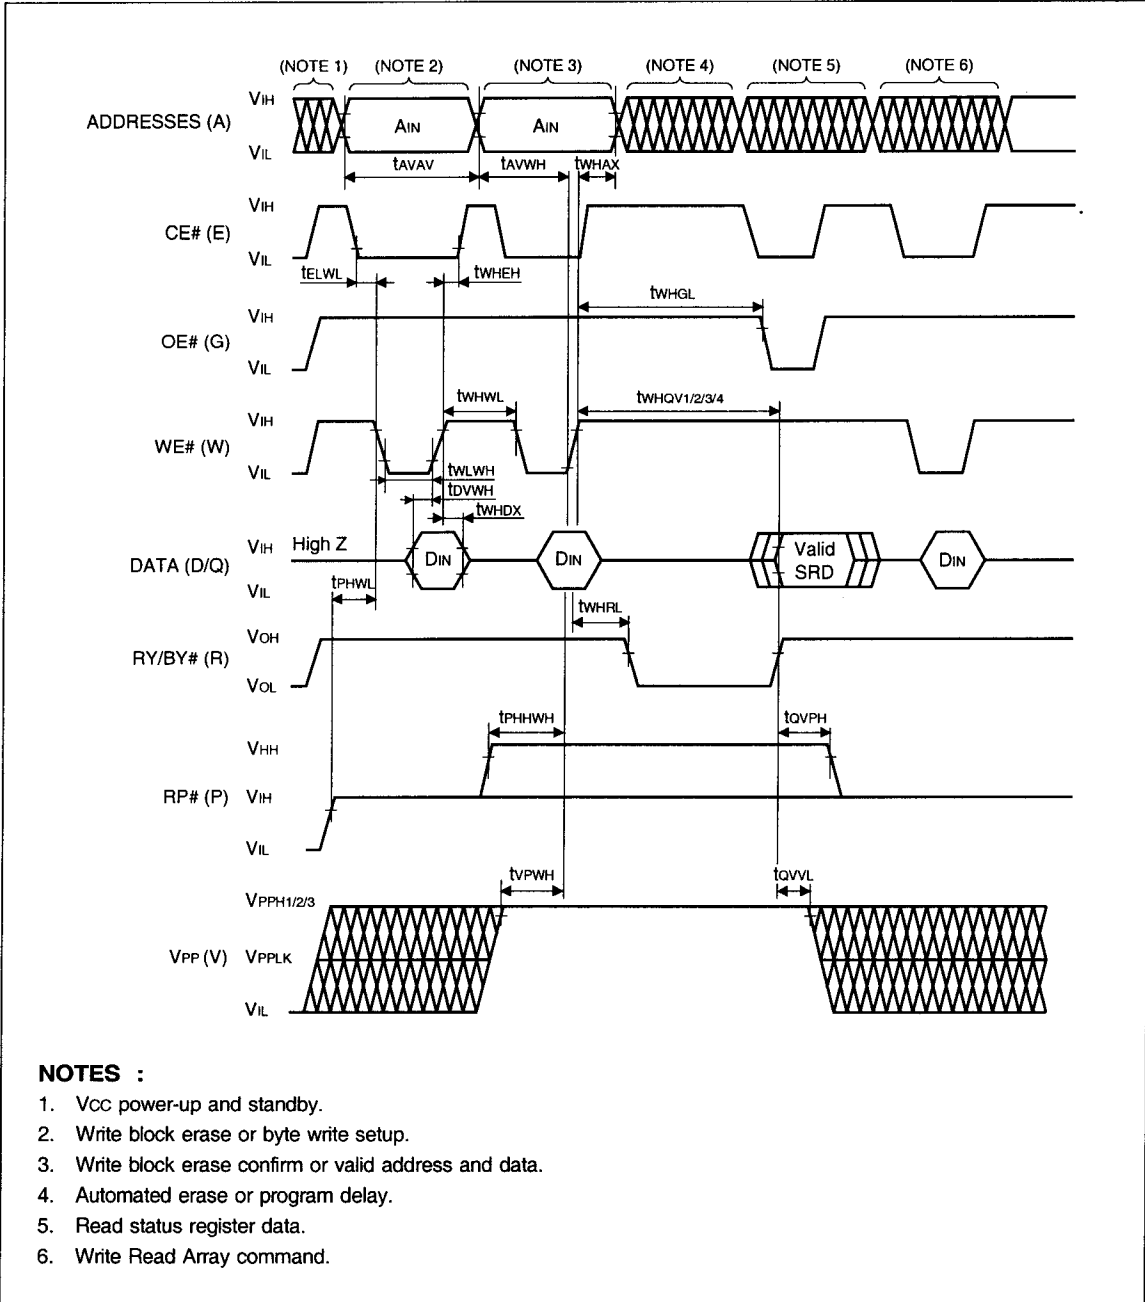 (NOTE 1) (NOTE 2) (NOTE 3) (NOTE 4) (NOTE 5) (NOTE 6)
VIH
ADDRESSES (A) AIN AIN
VIL
tAVAV tAVWH tWHAX
VIH
CE# (E)
VIL
tELWL tWHEH
tWHGL
VIH
OE# (G)
VIL
tWHWL tWHQV1/2/3/4
VIH
WE# (W)
VIL
tWLWH
tDVWH
tWHDX
VIH High Z
DATA (D/Q) DIN DIN Valid SRD DIN
VIL
tPHWL
tWHRL
VOH
RY/BY# (R)
VOL
tPHHWH tQVPH
VHH
RP# (P) VIH
VIL
tVPWH tQVVL
VPPH1/2/3
VPP (V) VPPLK
VIL
NOTES :
1. VCC power-up and standby.
2. Write block erase or byte write setup.
3. Write block erase confirm or valid address and data.
4. Automated erase or program delay.
5. Read status register data.
6. Write Read Array command.